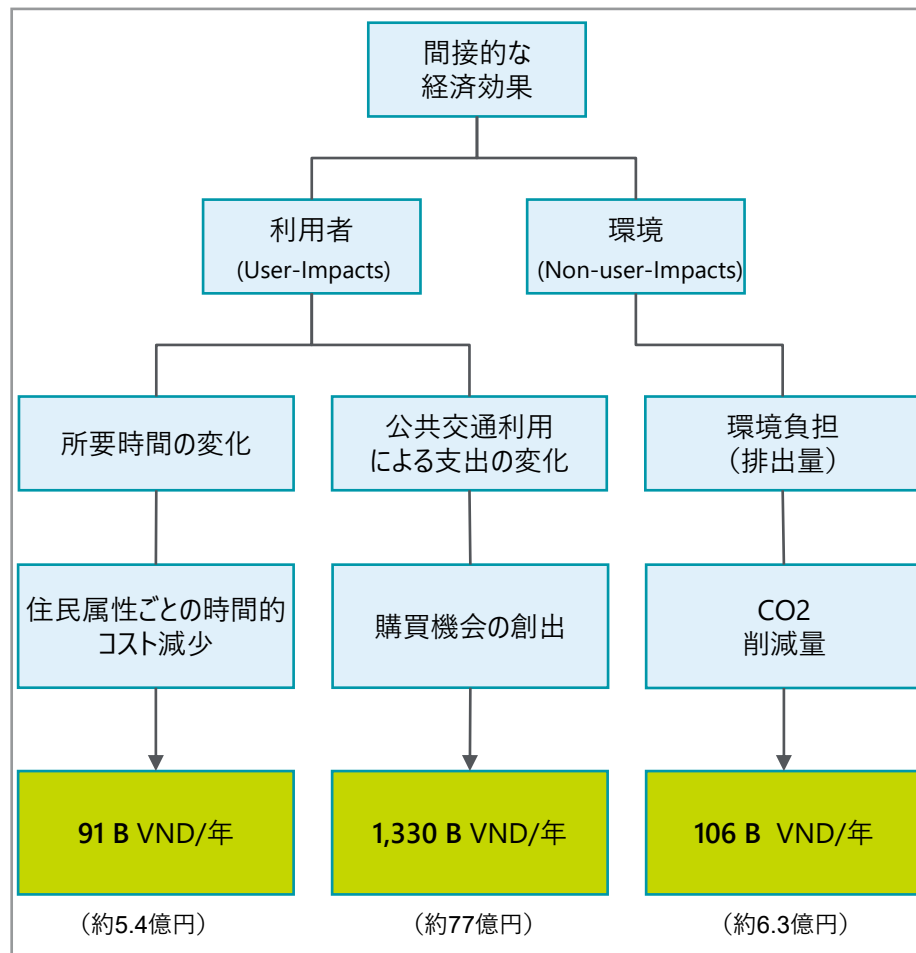 間接的な
経済効果
利用者
(User-Impacts)
環境
(Non-user-Impacts)
所要時間の変化
公共交通利用
による支出の変化
環境負担
（排出量）
住民属性ごとの時間的
コスト減少
購買機会の創出
CO2
削減量
91 B VND/年
1,330 B VND/年
106 B VND/年
（約5.4億円）
（約77億円）
（約6.3億円）